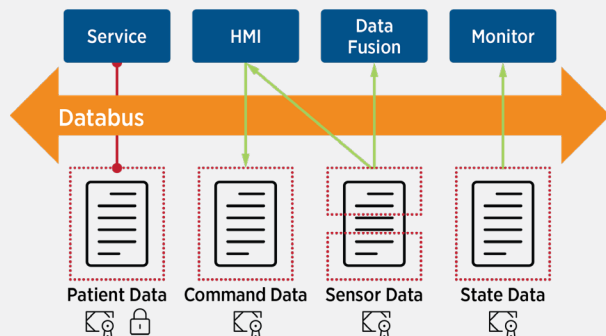 Service
HMI
Data
Fusion
Monitor
Databus
Patient Data
Command Data
Sensor Data
State Data